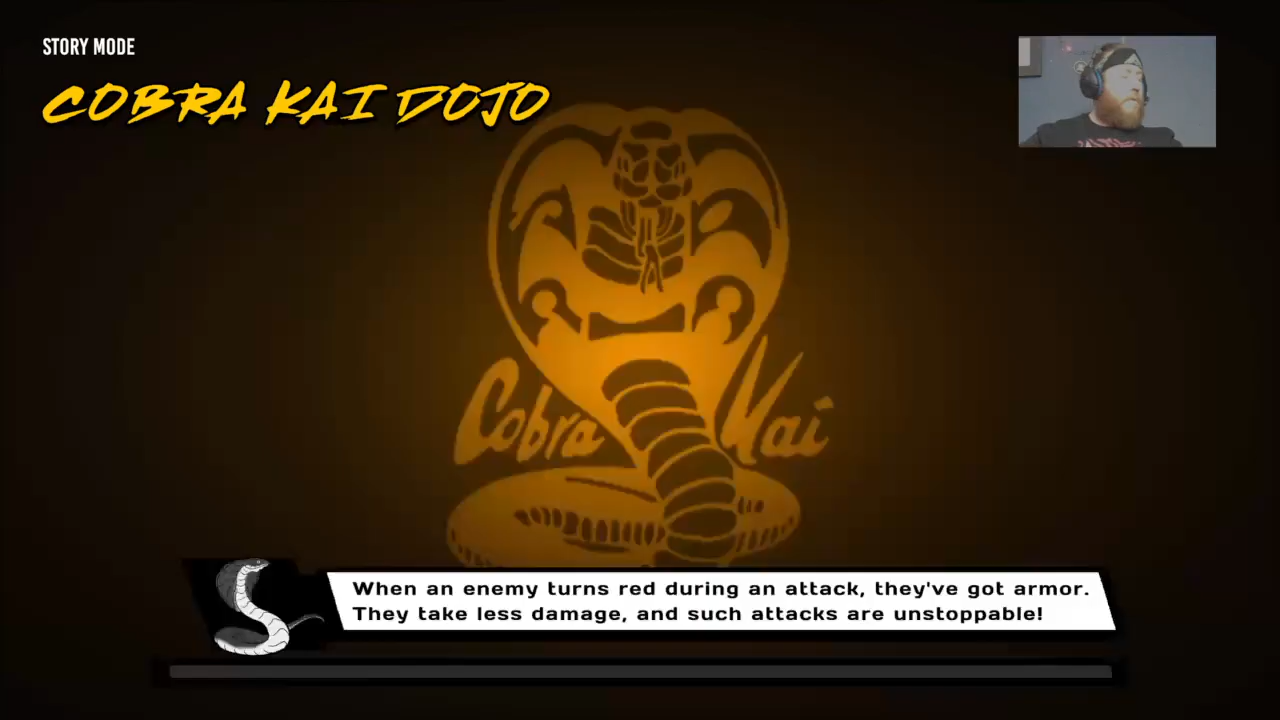 STORY MODE
COBRA KAI DOJO
Cobra Kai
When an enemy turns red during an attack, they've got armor.
They take less damage, and such attacks are unstoppable!